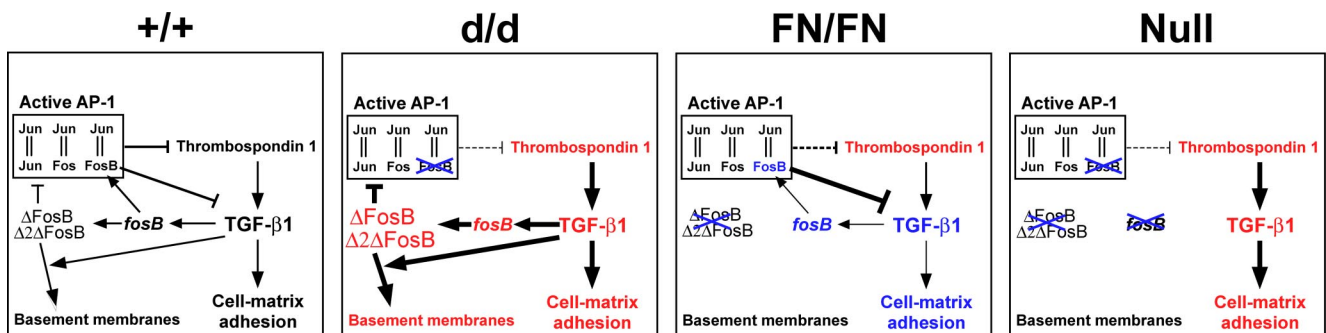 +/+
Active AP-1
Jun Jun Jun
Jun Fos FosB
Thrombospondin 1
ΔFosB
Δ2ΔFosB
fosB
TGF-β1
Basement membranes
Cell-matrix
adhesion
d/d
Active AP-1
Jun Jun Jun
Jun Fos FosB
Thrombospondin 1
ΔFosB
Δ2ΔFosB
fosB
TGF-β1
Basement membranes
Cell-matrix
adhesion
FN/FN
Active AP-1
Jun Jun Jun
Jun Fos FosB
Thrombospondin 1
ΔFosB
Δ2ΔFosB
fosB
TGF-β1
Basement membranes
Cell-matrix
adhesion
Null
Active AP-1
Jun Jun Jun
Jun Fos FosB
Thrombospondin 1
ΔFosB
Δ2ΔFosB
fosB
TGF-β1
Basement membranes
Cell-matrix
adhesion